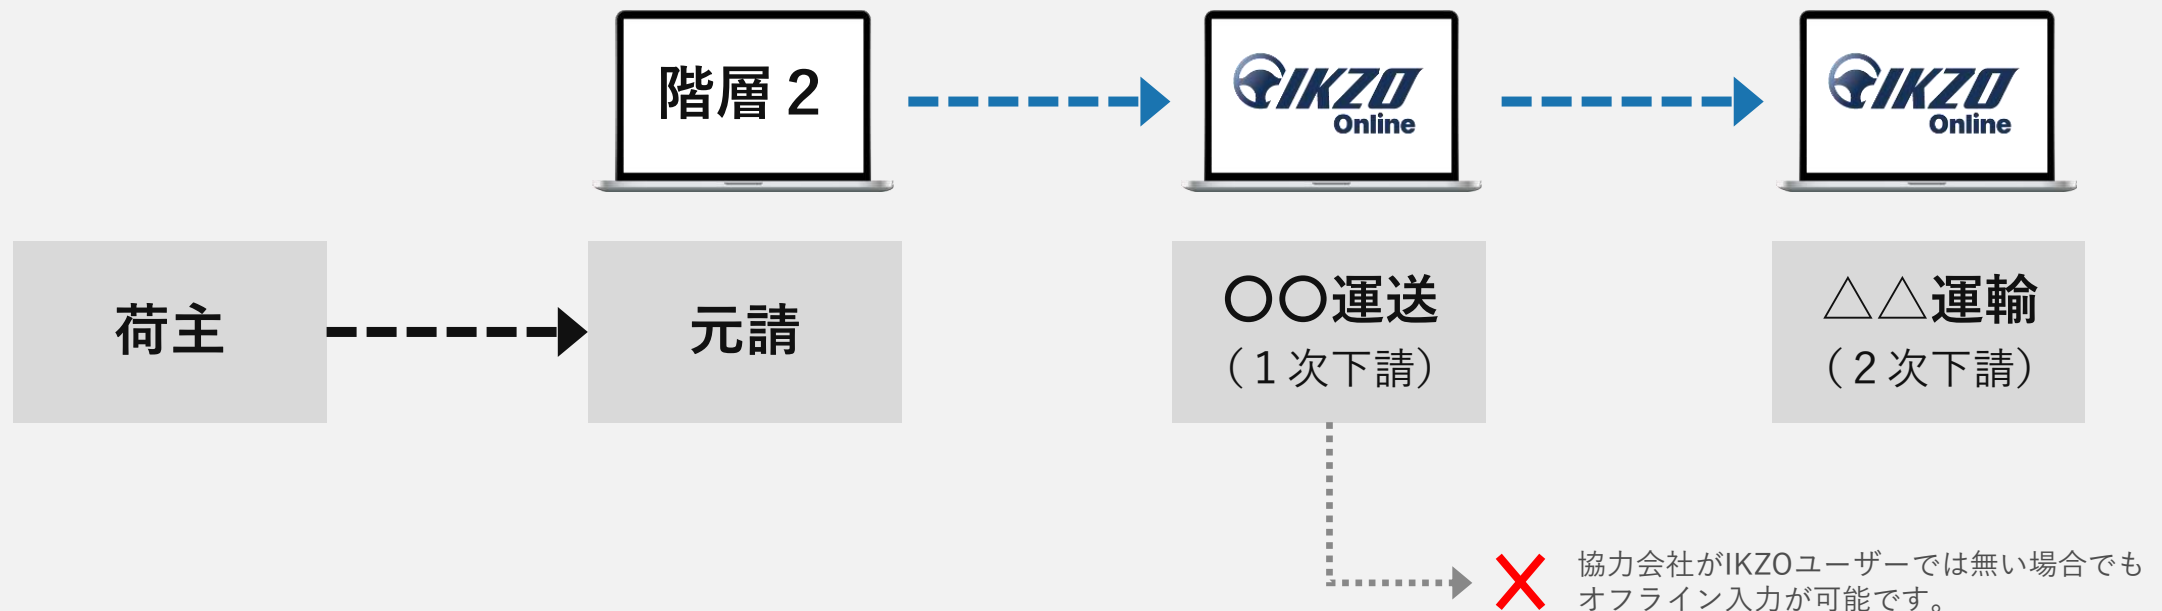 階層2
IKZO
Online
IKZO
Online
荷主
元請
〇〇運送
（1次下請）
△△運輸
（2次下請）
協力会社がIKZOユーザーでは無い場合でも
オフライン入力が可能です。